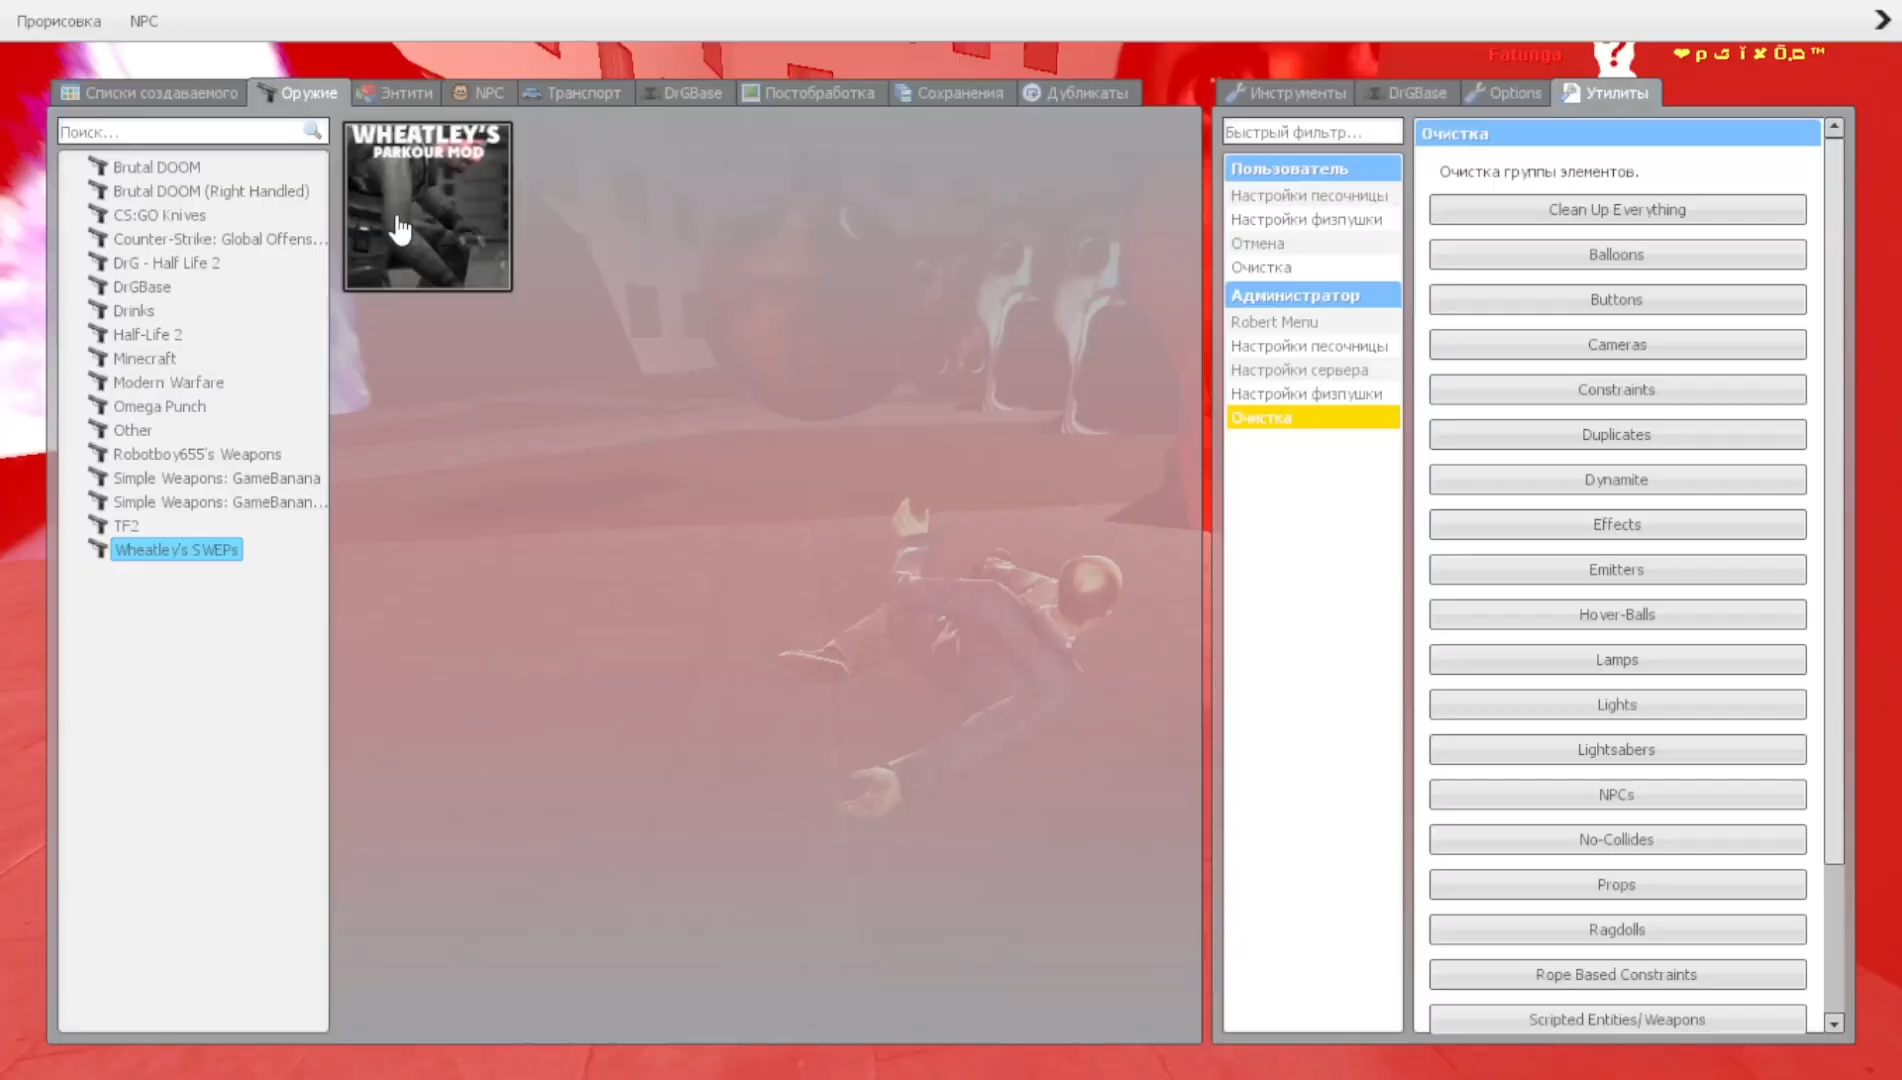 Прорисовка NPC
Fatunga
Списки создаваемого Оружие Энтити NPC Транспорт DrGBase Постобработка Сохранения Дубликаты
Инструменты DrGBase Options Утилиты
Поиск...
Brutal DOOM
Brutal DOOM (Right Handed)
CS:GO Knives
Counter-Strike: Global Offens...
DrG - Half Life 2
DrGBase
Drinks
Half-Life 2
Minecraft
Modern Warfare
Omega Punch
Other
Robotboy655's Weapons
Simple Weapons: GameBanana
Simple Weapons: GameBanan...
TF2
Wheatley's SWEPs
WHEATLEY'S
PARKOUR MOD
Быстрый фильтр...
Пользователь
Настройки песочницы
Настройки физпушки
Отмена
Очистка
Администратор
Robert Menu
Настройки песочницы
Настройки сервера
Настройки физпушки
Очистка
Очистка
Очистка группы элементов.
Clean Up Everything
Balloons
Buttons
Cameras
Constraints
Duplicates
Dynamite
Effects
Emitters
Hover-Balls
Lamps
Lights
Lightsabers
NPCs
No-Collides
Props
Ragdolls
Rope Based Constraints
Scripted Entities/Weapons